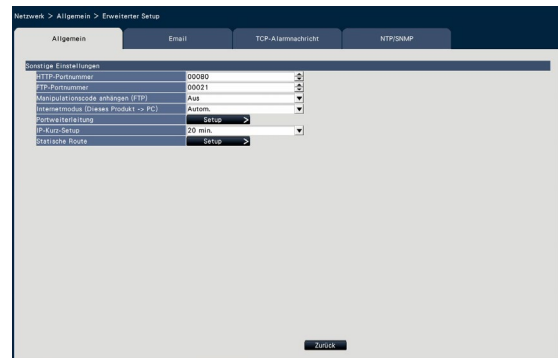 Netzwerk > Allgemein > Erweiterter Setup
Allgemein Email TCP-Alarmnachricht NTP/SNMP
Sonstige Einstellungen
HTTP-Portnummer 00080
FTP-Portnummer 00021
Manipulationscode anhängen (FTP) Aus
Internetmodus (Dieses Produkt -> PC) Autom.
Portweiterleitung Setup >
IP-Kurz-Setup 20 min.
Statische Route Setup >
Zurück